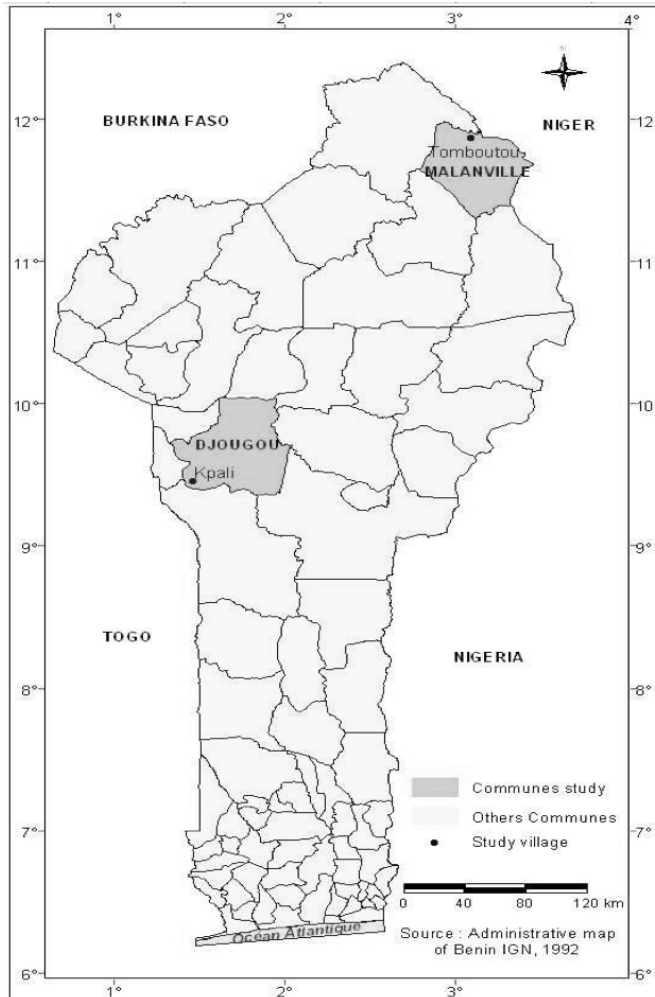 1° 2° 3° 4°
12° 12°
BURKINA FASO
NIGER
Tomboutou
MALANVILLE
11° 11°
10° 10°
DJOUGOU
Kpali
9° 9°
TOGO
NIGERIA
8° 8°
Communes study
Others Communes
7° 7°
Study village
0 40 80 120 km
Océan Atlantique
Source : Administrative map
of Benin IGN, 1992
6° 6°
1° 2° 3° 4°